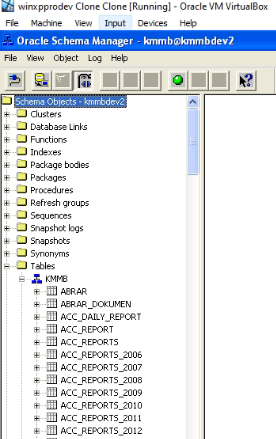 winxpprodev Clone Clone [Running] - Oracle VM VirtualBox
File Machine View Input Devices Help
Oracle Schema Manager - kmmb@kmmbdev2
File View Object Log Help
Schema Objects - kmmbdev2
Clusters
Database Links
Functions
Indexes
Package bodies
Packages
Procedures
Refresh groups
Sequences
Snapshot logs
Snapshots
Synonyms
Tables
KMMB
ABRAR
ABRAR_DOKUMEN
ACC_DAILY_REPORT
ACC_REPORT
ACC_REPORTS
ACC_REPORTS_2006
ACC_REPORTS_2007
ACC_REPORTS_2008
ACC_REPORTS_2009
ACC_REPORTS_2010
ACC_REPORTS_2011
ACC_REPORTS_2012